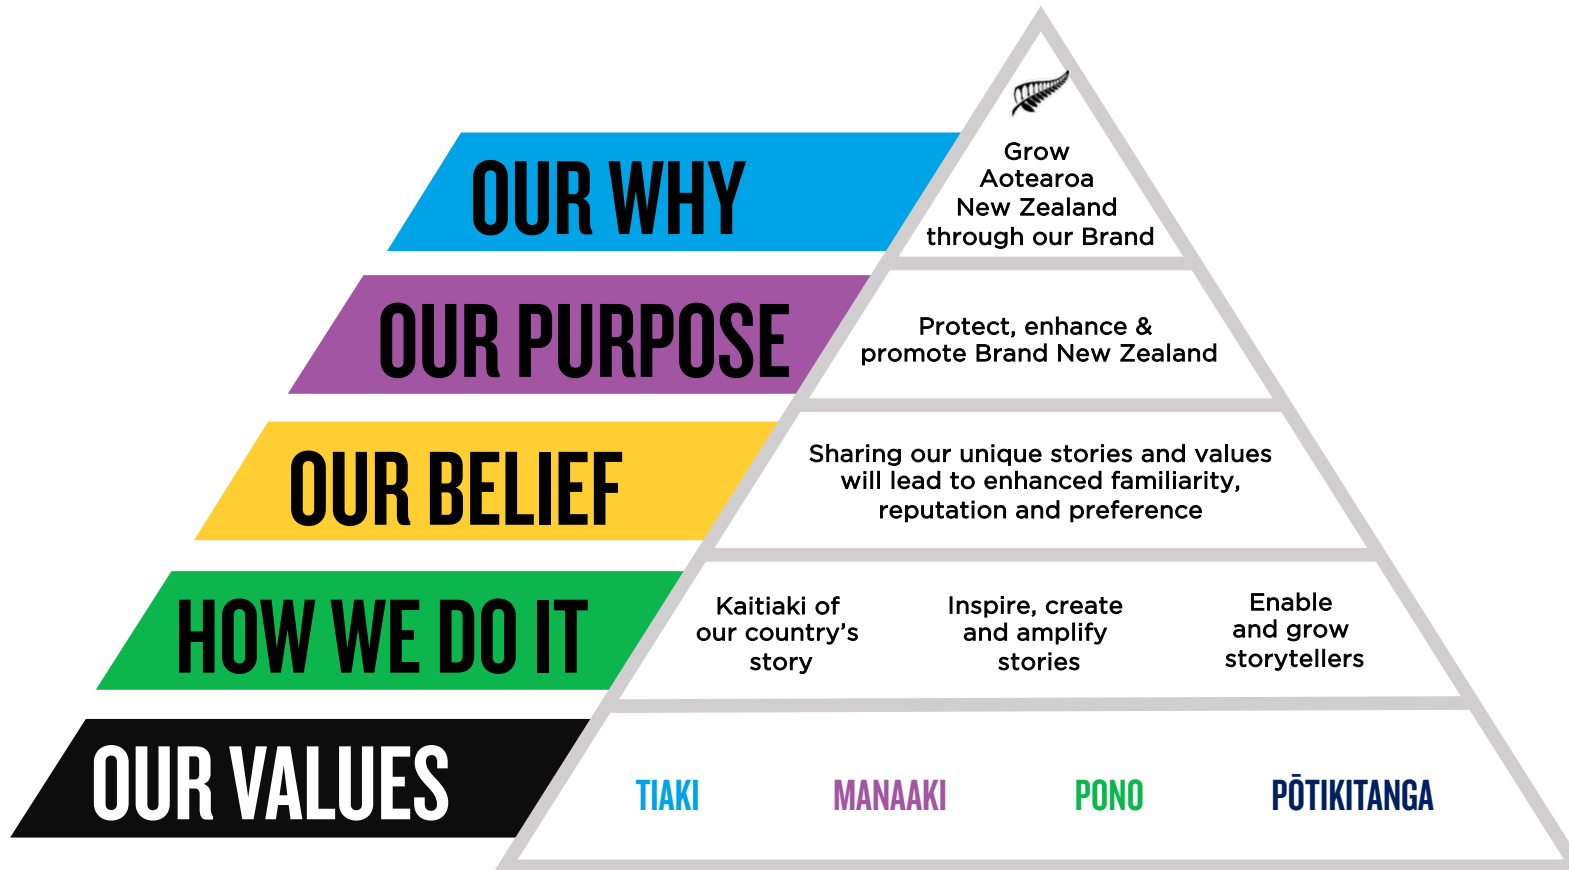 OUR WHY
Grow
Aotearoa
New Zealand
through our Brand
OUR PURPOSE
Protect, enhance &
promote Brand New Zealand
OUR BELIEF
Sharing our unique stories and values
will lead to enhanced familiarity,
reputation and preference
HOW WE DO IT
Kaitiaki of
our country's
story
Inspire, create
and amplify
stories
Enable
and grow
storytellers
OUR VALUES
TIAKI
MANAAKI
PONO
PŌTIKITANGA